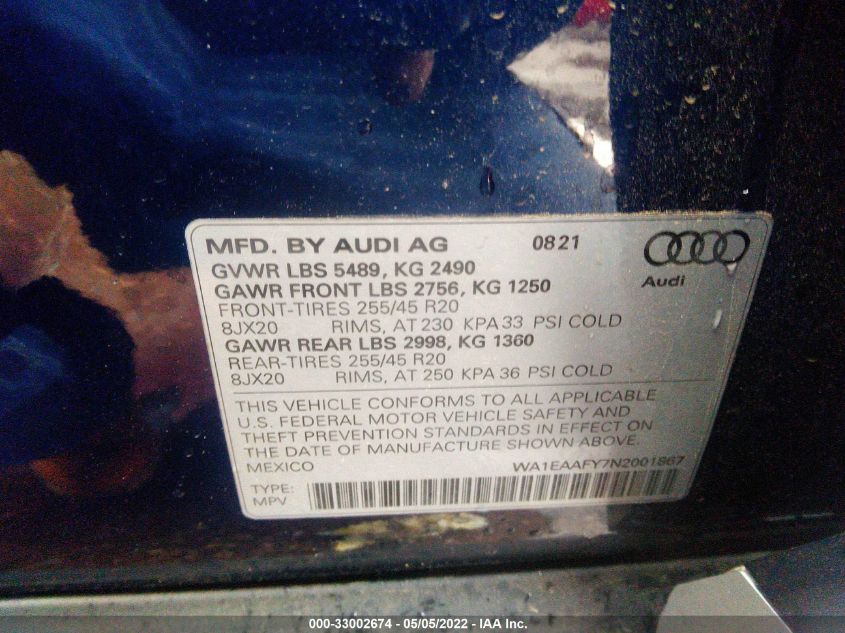 MFD. BY AUDI AG 0821
Audi
GVWR LBS 5489, KG 2490
GAWR FRONT LBS 2756, KG 1250
FRONT-TIRES 255/45 R20
8JX20 RIMS, AT 230 KPA 33 PSI COLD
GAWR REAR LBS 2998, KG 1360
REAR-TIRES 255/45 R20
8JX20 RIMS, AT 250 KPA 36 PSI COLD
THIS VEHICLE CONFORMS TO ALL APPLICABLE
U.S. FEDERAL MOTOR VEHICLE SAFETY AND
THEFT PREVENTION STANDARDS IN EFFECT ON
THE DATE OF MANUFACTURE SHOWN ABOVE.
MEXICO WA1EAAFY7N2001867
TYPE:
MPV
000-33002674 - 05/05/2022 - IAA Inc.